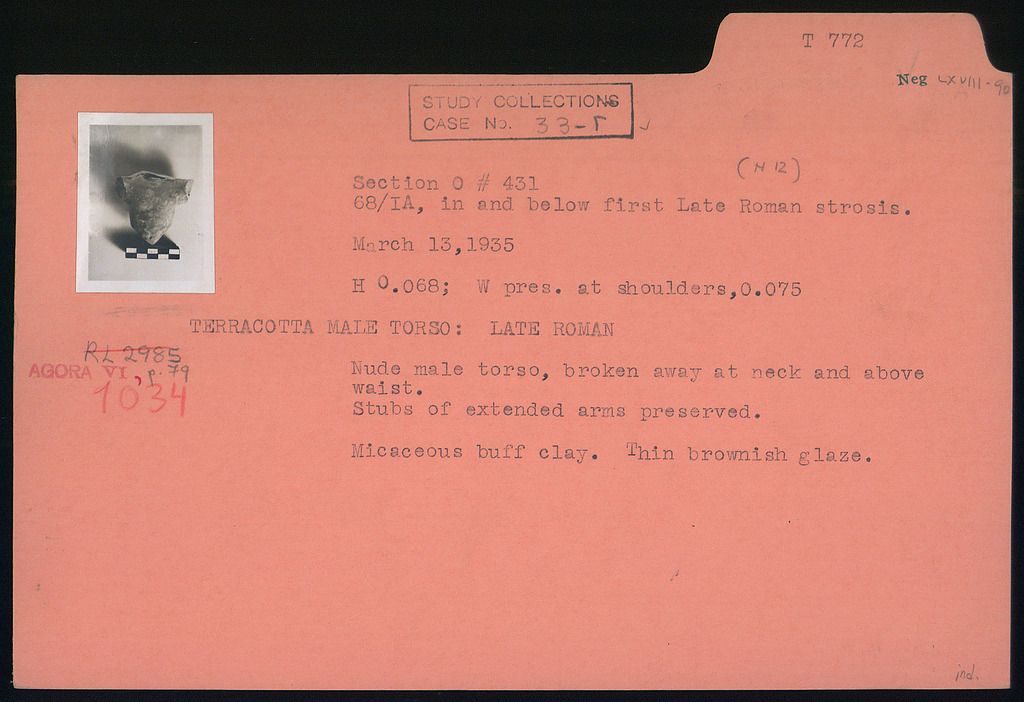 T 772
Neg LXVIII-90
STUDY COLLECTIONS
CASE No. 33-Γ
(N 12)
Section O # 431
68/IA, in and below first Late Roman strosis.
March 13,1935
H 0.068; W pres. at shoulders,0.075
TERRACOTTA MALE TORSO: LATE ROMAN
RL 2985
AGORA VI, p. 79
1034
Nude male torso, broken away at neck and above
waist.
Stubs of extended arms preserved.
Micaceous buff clay. Thin brownish glaze.
ind.